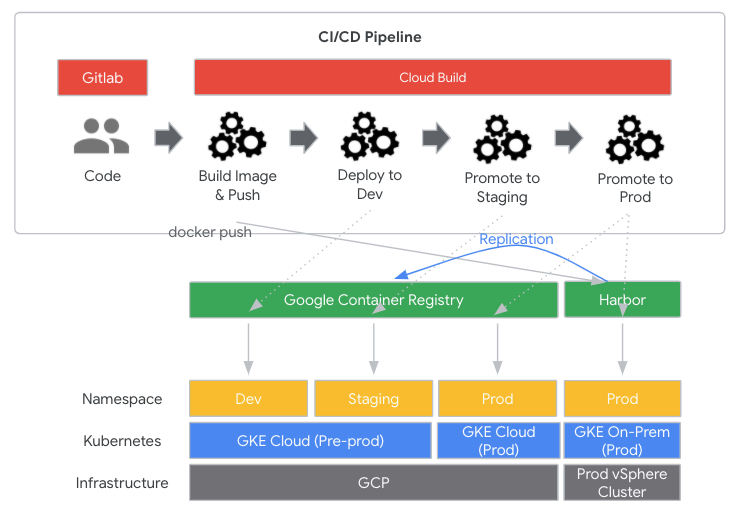 CI/CD Pipeline
Gitlab
Cloud Build
Code
Build Image
& Push
Deploy to
Dev
Promote to
Staging
Promote to
Prod
docker push
Replication
Google Container Registry
Harbor
Namespace
Dev
Staging
Prod
Prod
Kubernetes
GKE Cloud (Pre-prod)
GKE Cloud
(Prod)
GKE On-Prem
(Prod)
Infrastructure
GCP
Prod vSphere
Cluster